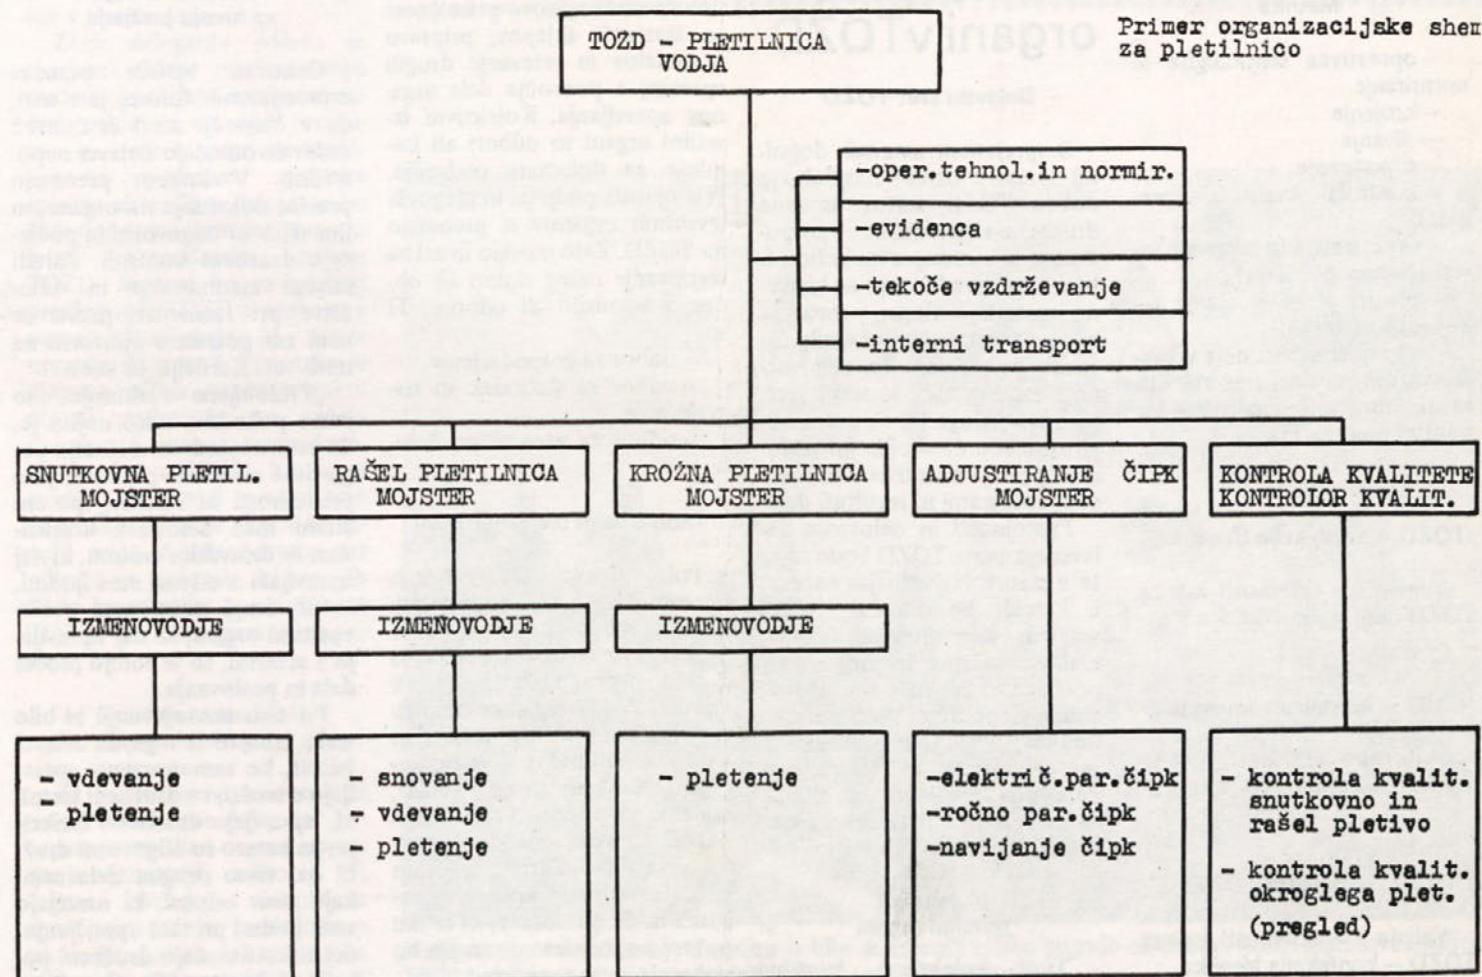 Primer organizacijske shem
za pletilnico
TOZD - PLETILNICA
VODJA
-oper.tehnol.in normir.
-evidenca
-tekoče vzdrževanje
-interni transport
SNUTKOVNA PLETIL.
MOJSTER
RAŠEL PLETILNICA
MOJSTER
KROŽNA PLETILNICA
MOJSTER
ADJUSTIRANJE ČIPK
MOJSTER
KONTROLA KVALITETE
KONTROLOR KVALIT.
IZMENOVODJE
IZMENOVODJE
IZMENOVODJE
- vdevanje
- pletenje
- snovanje
- vdevanje
- pletenje
- pletenje
-električ.par.čipk
-ročno par.čipk
-navijanje čipk
- kontrola kvalit.
snutkovno in
rašel pletivo
- kontrola kvalit.
okroglega plet.
(pregled)